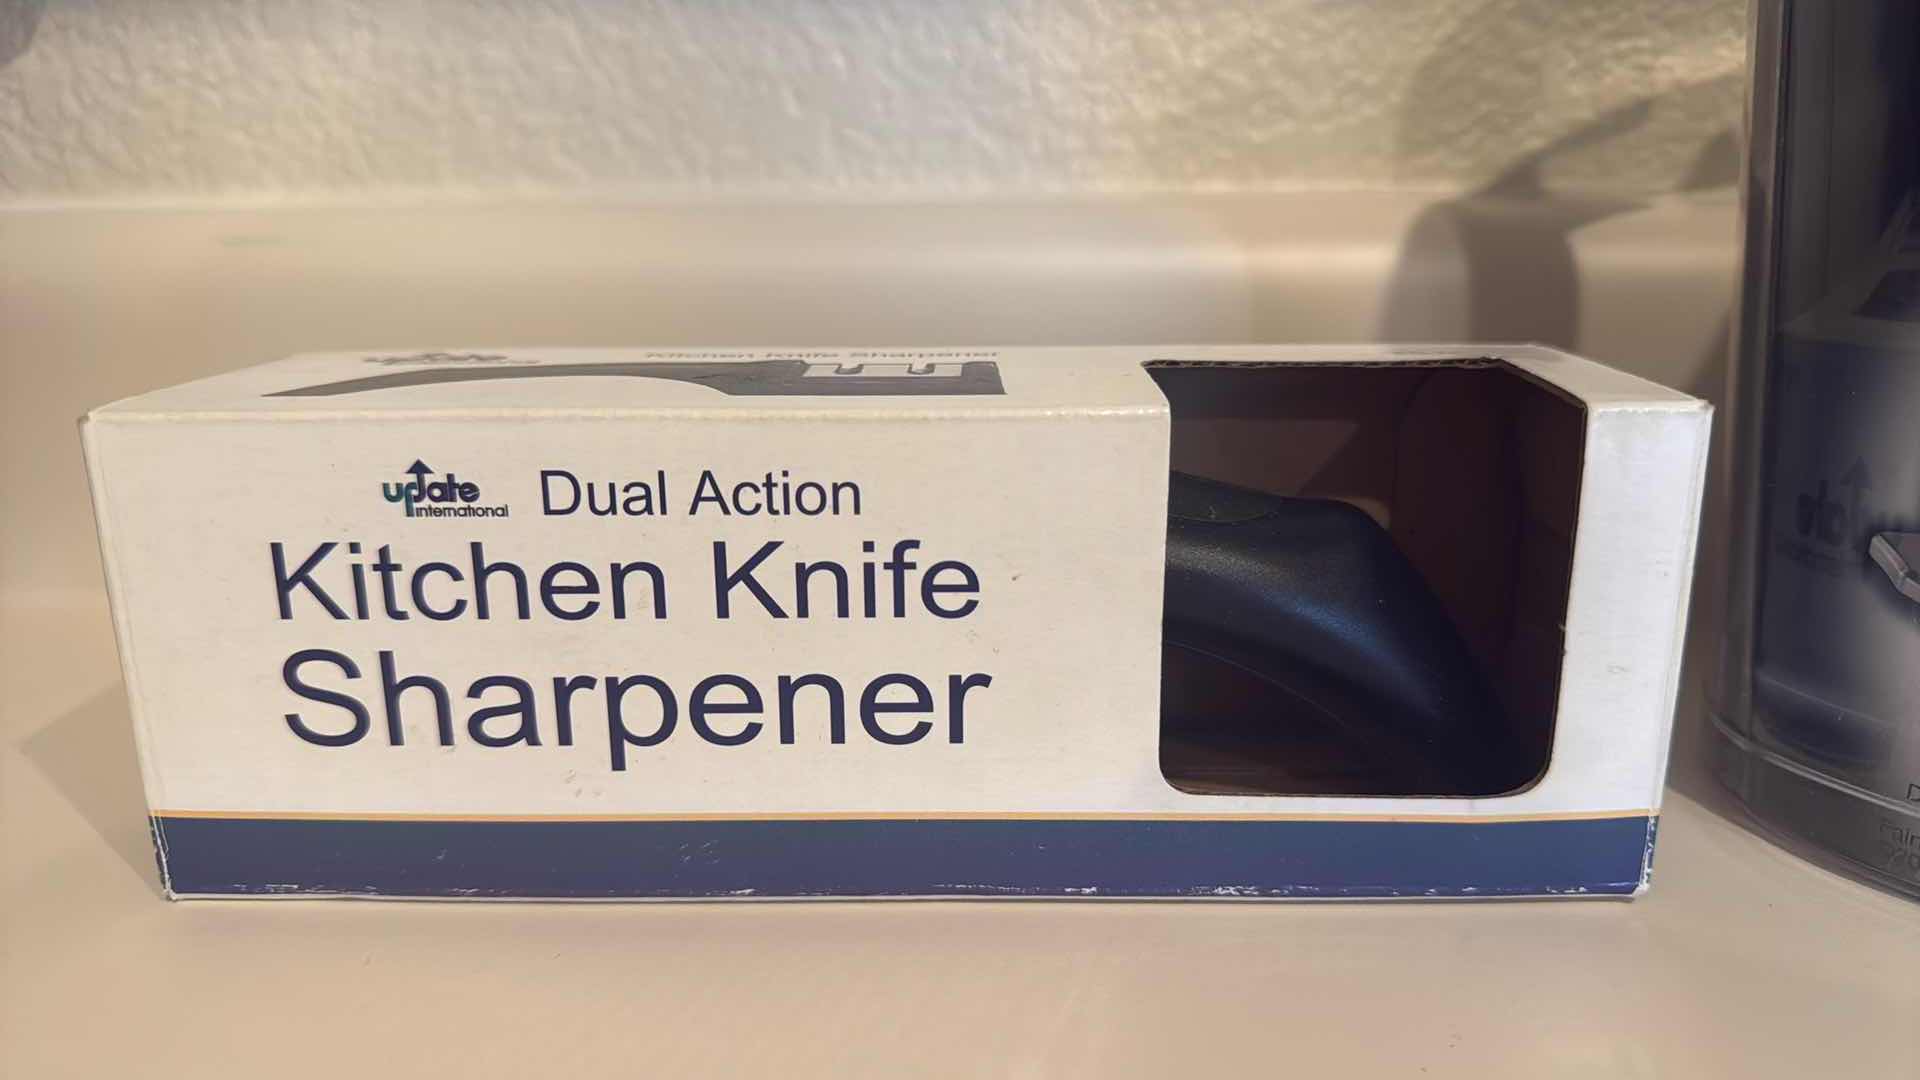 Kitchen Knife Sharpener
update
international
Dual Action
Kitchen Knife
Sharpener